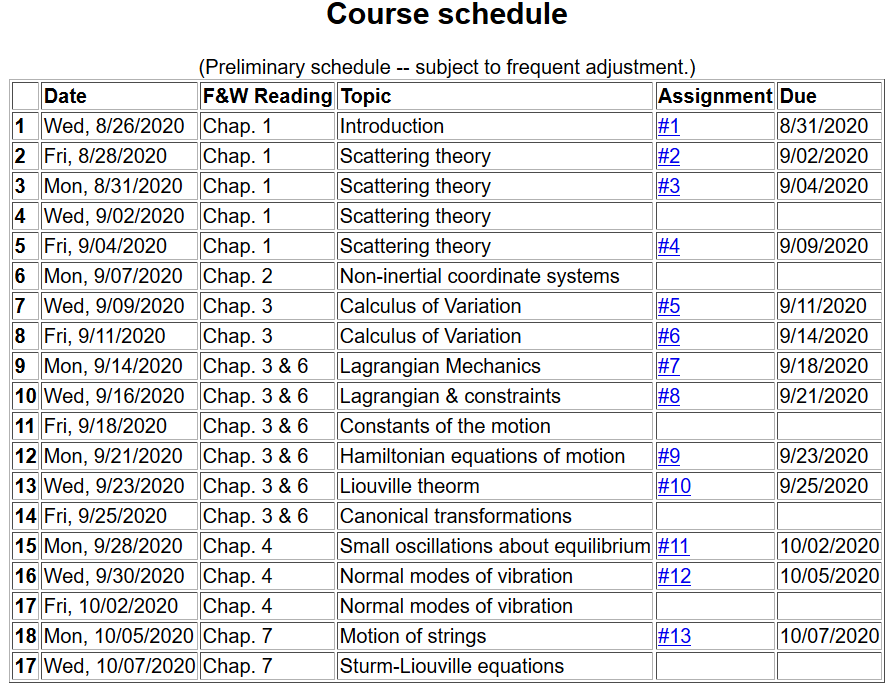 Course schedule
(Preliminary schedule -- subject to frequent adjustment.)
Date F&W Reading Topic Assignment Due
1 Wed, 8/26/2020 Chap. 1 Introduction #1 8/31/2020
2 Fri, 8/28/2020 Chap. 1 Scattering theory #2 9/02/2020
3 Mon, 8/31/2020 Chap. 1 Scattering theory #3 9/04/2020
4 Wed, 9/02/2020 Chap. 1 Scattering theory
5 Fri, 9/04/2020 Chap. 1 Scattering theory #4 9/09/2020
6 Mon, 9/07/2020 Chap. 2 Non-inertial coordinate systems
7 Wed, 9/09/2020 Chap. 3 Calculus of Variation #5 9/11/2020
8 Fri, 9/11/2020 Chap. 3 Calculus of Variation #6 9/14/2020
9 Mon, 9/14/2020 Chap. 3 & 6 Lagrangian Mechanics #7 9/18/2020
10 Wed, 9/16/2020 Chap. 3 & 6 Lagrangian & constraints #8 9/21/2020
11 Fri, 9/18/2020 Chap. 3 & 6 Constants of the motion
12 Mon, 9/21/2020 Chap. 3 & 6 Hamiltonian equations of motion #9 9/23/2020
13 Wed, 9/23/2020 Chap. 3 & 6 Liouville theorm #10 9/25/2020
14 Fri, 9/25/2020 Chap. 3 & 6 Canonical transformations
15 Mon, 9/28/2020 Chap. 4 Small oscillations about equilibrium #11 10/02/2020
16 Wed, 9/30/2020 Chap. 4 Normal modes of vibration #12 10/05/2020
17 Fri, 10/02/2020 Chap. 4 Normal modes of vibration
18 Mon, 10/05/2020 Chap. 7 Motion of strings #13 10/07/2020
17 Wed, 10/07/2020 Chap. 7 Sturm-Liouville equations